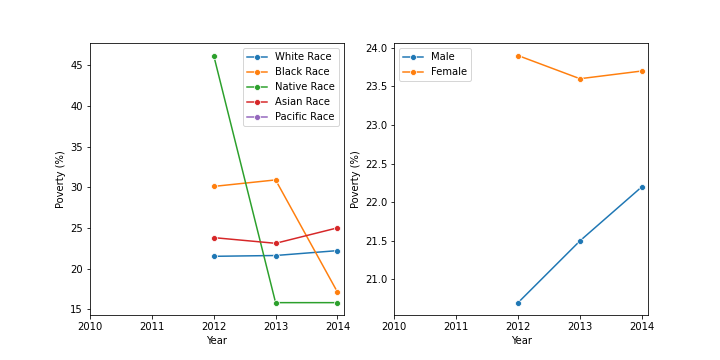 45
40
35
30
25
20
15
Poverty (%)
2010 2011 2012 2013 2014
Year
White Race
Black Race
Native Race
Asian Race
Pacific Race
24.0
23.5
23.0
22.5
22.0
21.5
21.0
Poverty (%)
2010 2011 2012 2013 2014
Year
Male
Female